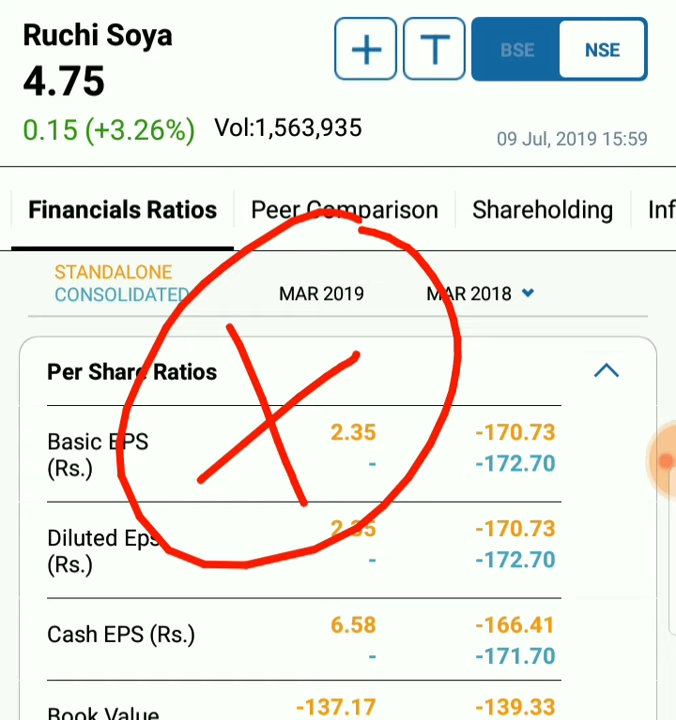 Ruchi Soya
4.75
0.15 (+3.26%) Vol:1,563,935
+ T BSE NSE
09 Jul, 2019 15:59
Financials Ratios Peer Comparison Shareholding Inf
STANDALONE
CONSOLIDATED MAR 2019 MAR 2018
Per Share Ratios
Basic EPS (Rs.) 2.35 -170.73
- -172.70
Diluted Eps (Rs.) 2.35 -170.73
- -172.70
Cash EPS (Rs.) 6.58 -166.41
- -171.70
Book Value -137.17 -139.33